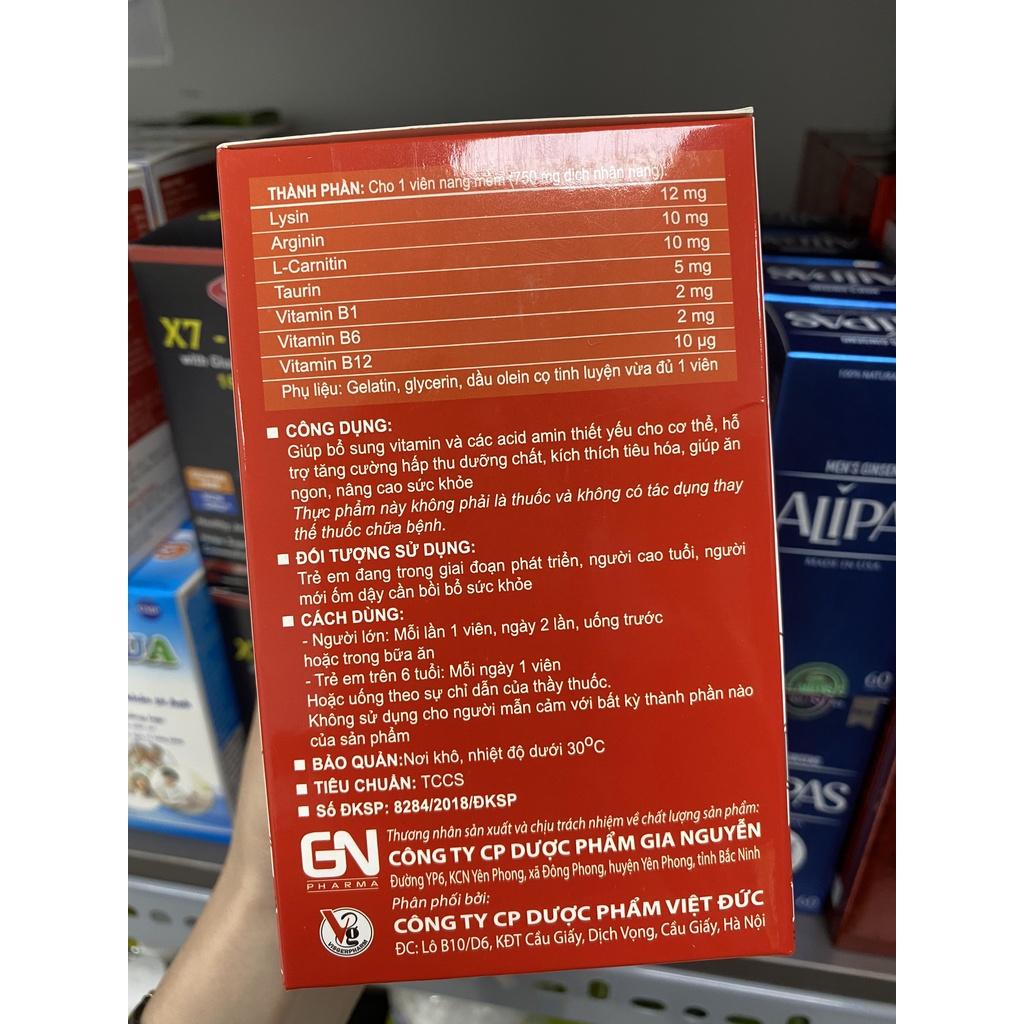 THÀNH PHẦN: Cho 1 viên nang mềm (750 mg dịch nhân nang):
Lysin 12 mg
Arginin 10 mg
L-Carnitin 10 mg
Taurin 5 mg
Vitamin B1 2 mg
Vitamin B6 2 mg
Vitamin B12 10 µg
Phụ liệu: Gelatin, glycerin, dầu olein cọ tinh luyện vừa đủ 1 viên
■ CÔNG DỤNG:
Giúp bổ sung vitamin và các acid amin thiết yếu cho cơ thể, hỗ
trợ tăng cường hấp thu dưỡng chất, kích thích tiêu hóa, giúp ăn
ngon, nâng cao sức khỏe
Thực phẩm này không phải là thuốc và không có tác dụng thay
thế thuốc chữa bệnh.
■ ĐỐI TƯỢNG SỬ DỤNG:
Trẻ em đang trong giai đoạn phát triển, người cao tuổi, người
mới ốm dậy cần bồi bổ sức khỏe
■ CÁCH DÙNG:
- Người lớn: Mỗi lần 1 viên, ngày 2 lần, uống trước
hoặc trong bữa ăn
- Trẻ em trên 6 tuổi: Mỗi ngày 1 viên
Hoặc uống theo sự chỉ dẫn của thầy thuốc.
Không sử dụng cho người mẫn cảm với bất kỳ thành phần nào
của sản phẩm
■ BẢO QUẢN:Nơi khô, nhiệt độ dưới 30ºC
■ TIÊU CHUẨN: TCCS
■ Số ĐKSP: 8284/2018/ĐKSP
GN
PHARMA
Thương nhân sản xuất và chịu trách nhiệm về chất lượng sản phẩm:
CÔNG TY CP DƯỢC PHẨM GIA NGUYỄN
Đường YP6, KCN Yên Phong, xã Đông Phong, huyện Yên Phong, tỉnh Bắc Ninh
Phân phối bởi:
CÔNG TY CP DƯỢC PHẨM VIỆT ĐỨC
ĐC: Lô B10/D6, KĐT Cầu Giấy, Dịch Vọng, Cầu Giấy, Hà Nội
Vg
VIEGERPHARM
X7 -
UA
100% NATURA
MEN'S GINSEN
ALIPA
MADE IN USA
60
PAS